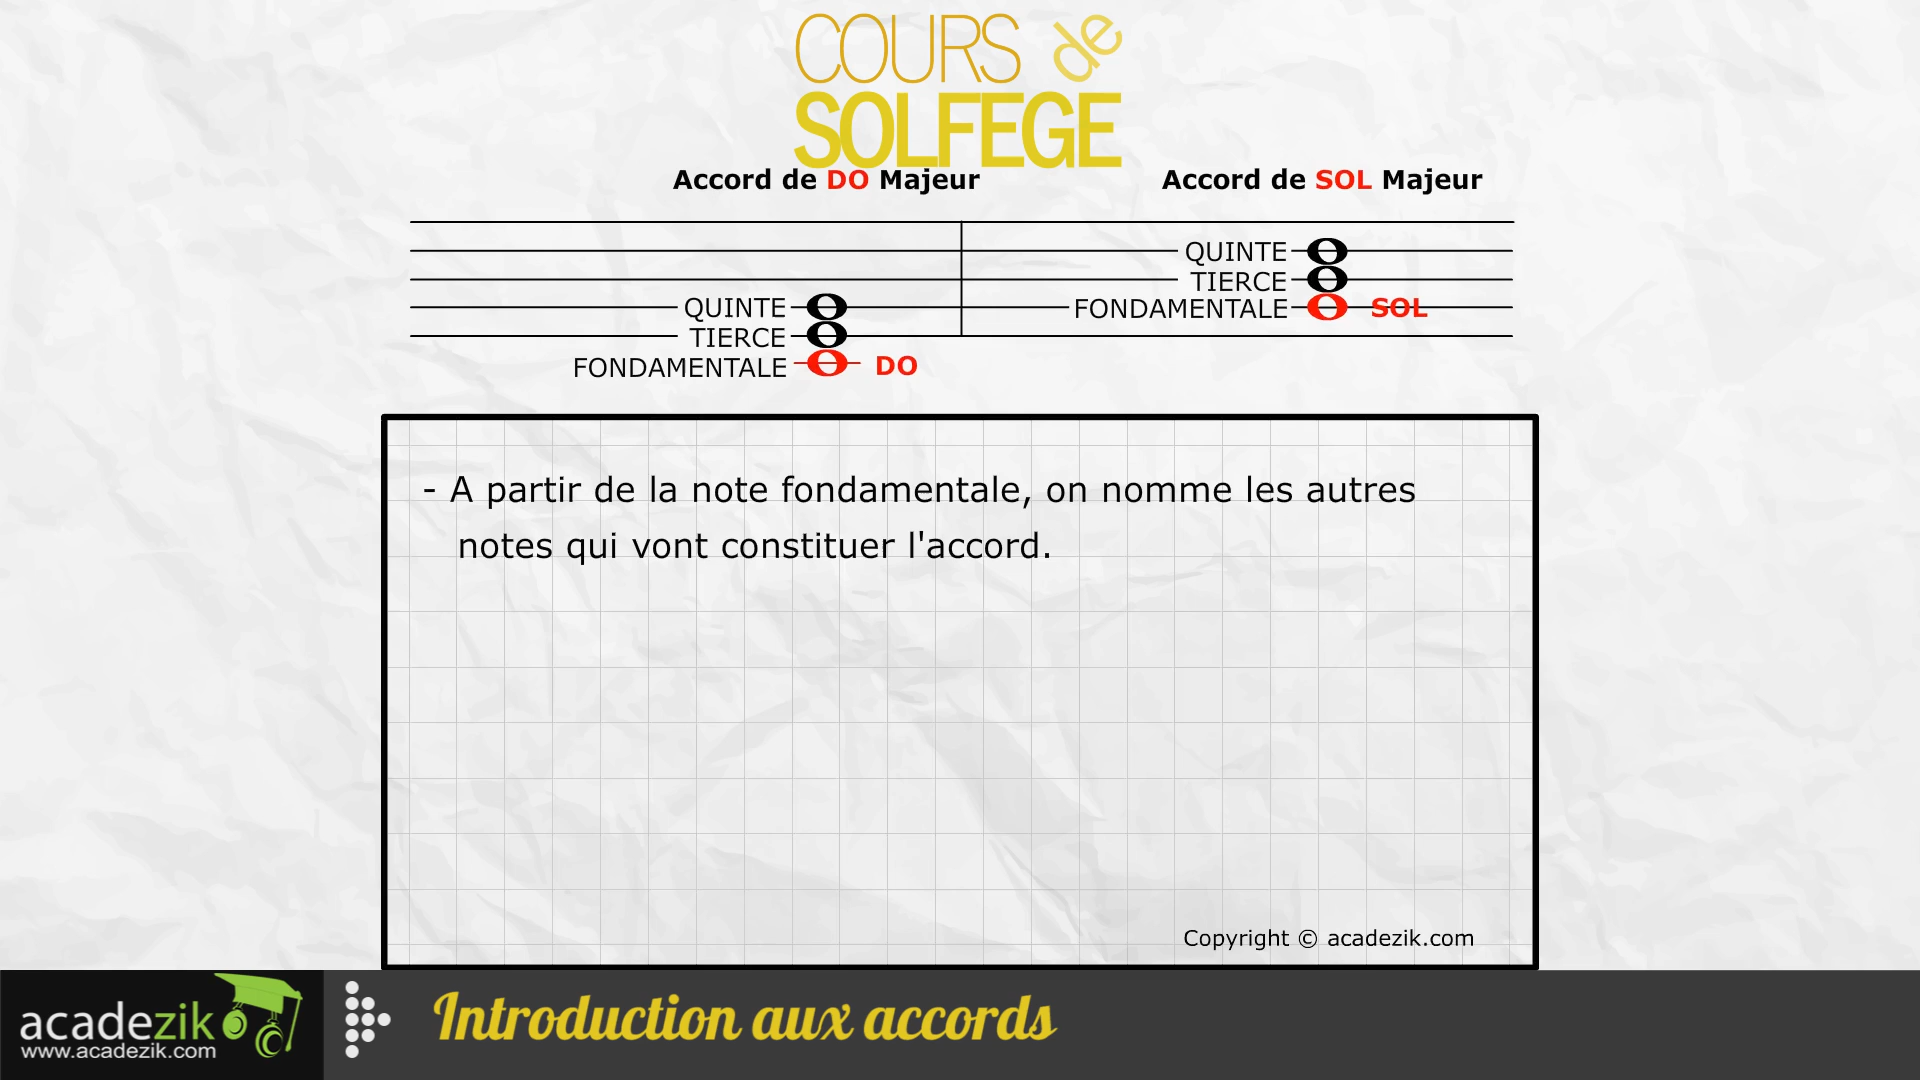 COURS de
SOLFEGE
Accord de DO Majeur
Accord de SOL Majeur
QUINTE
TIERCE
FONDAMENTALE
DO
QUINTE
TIERCE
FONDAMENTALE
SOL
- A partir de la note fondamentale, on nomme les autres
notes qui vont constituer l'accord.
Copyright © acadezik.com
acadezik
www.acadezik.com
Introduction aux accords